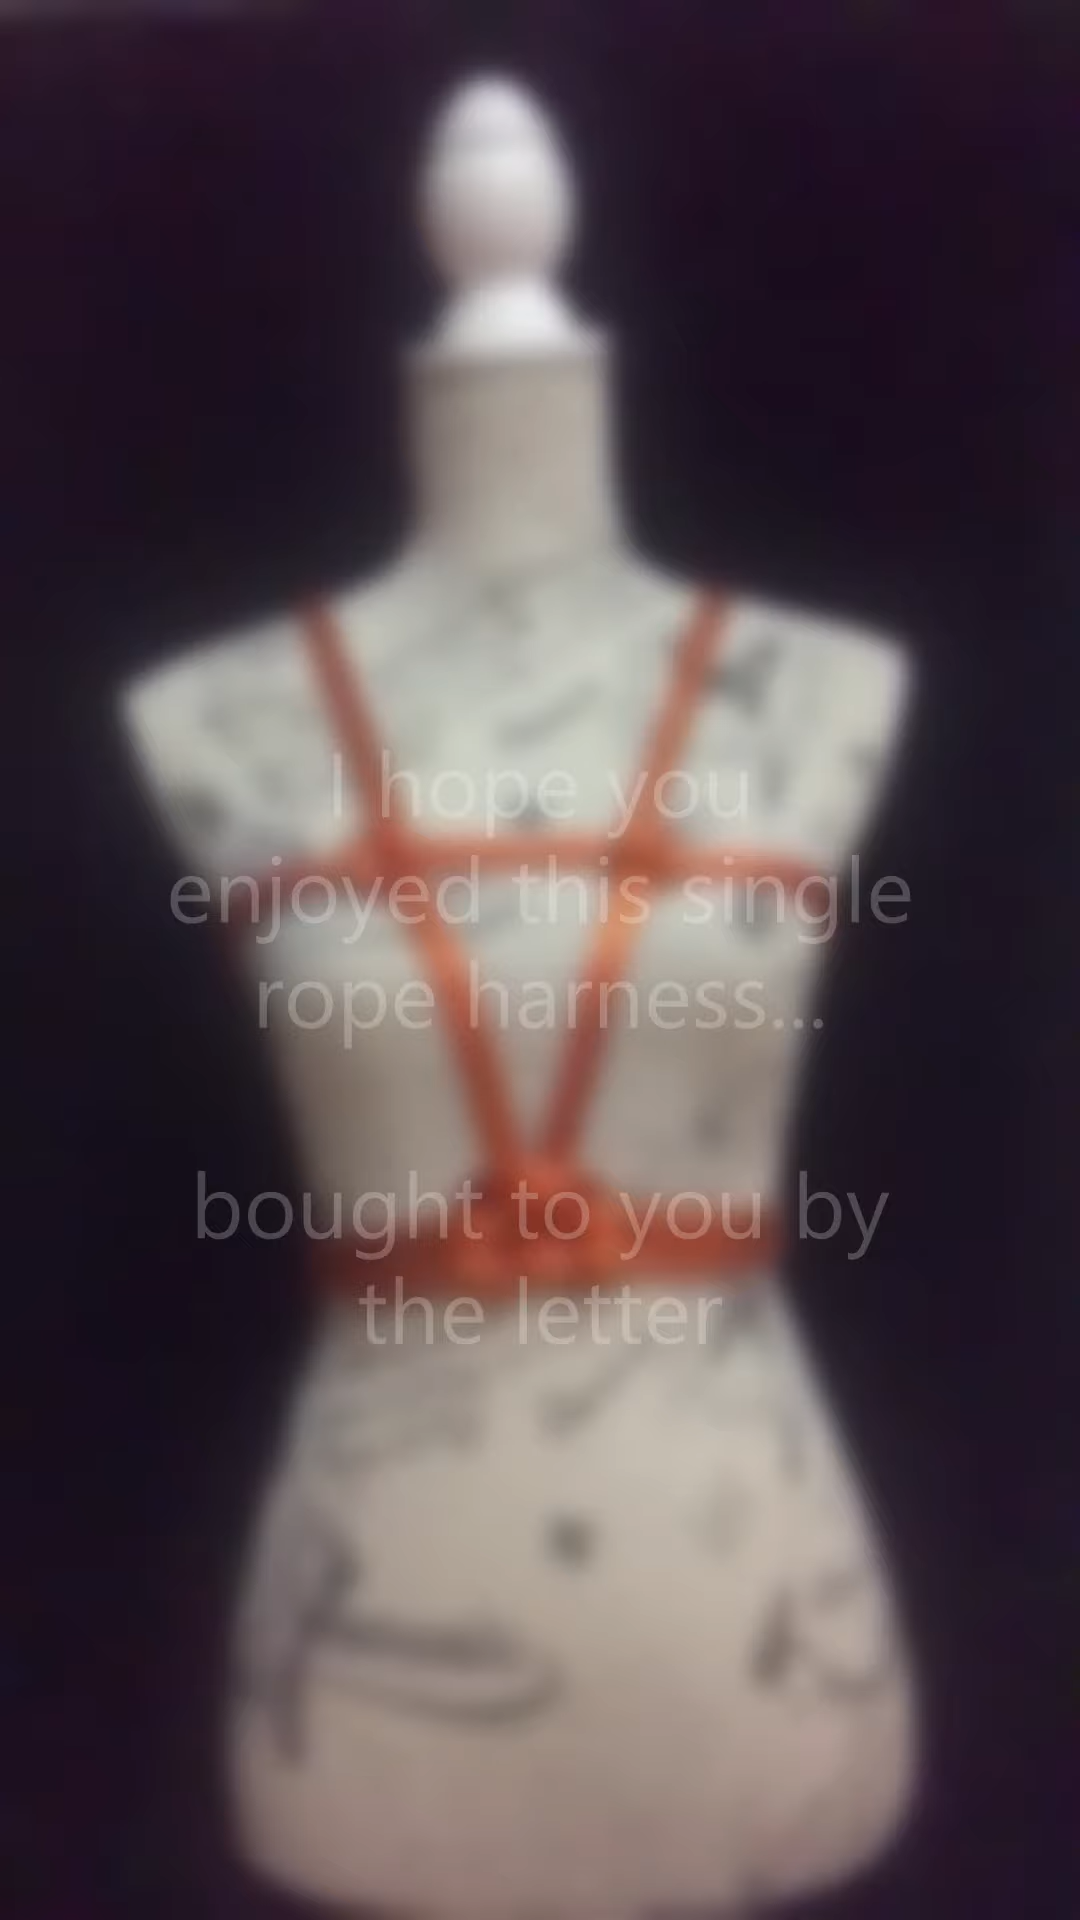 I hope you
enjoyed this single
rope harness...
bought to you by
the letter